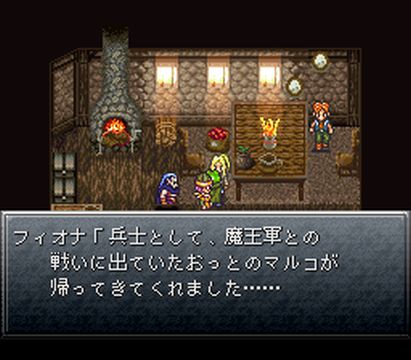 フィオナ「兵士として、魔王軍との
戦いに出ていたおっとのマルコが
帰ってきてくれました……